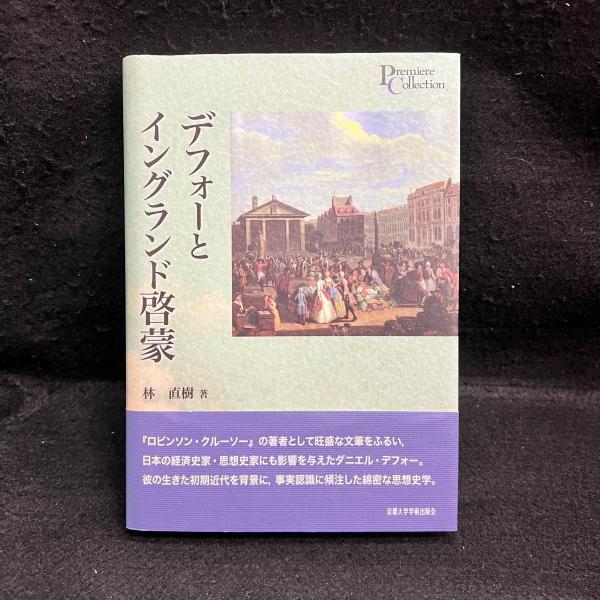 Premiere
Collection
デフォーと
イングランド啓蒙
林 直樹 著
『ロビンソン・クルーソー』の著者として旺盛な文筆をふるい,
日本の経済史家・思想史家にも影響を与えたダニエル・デフォー。
彼の生きた初期近代を背景に, 事実認識に傾注した綿密な思想史学。
京都大学学術出版会